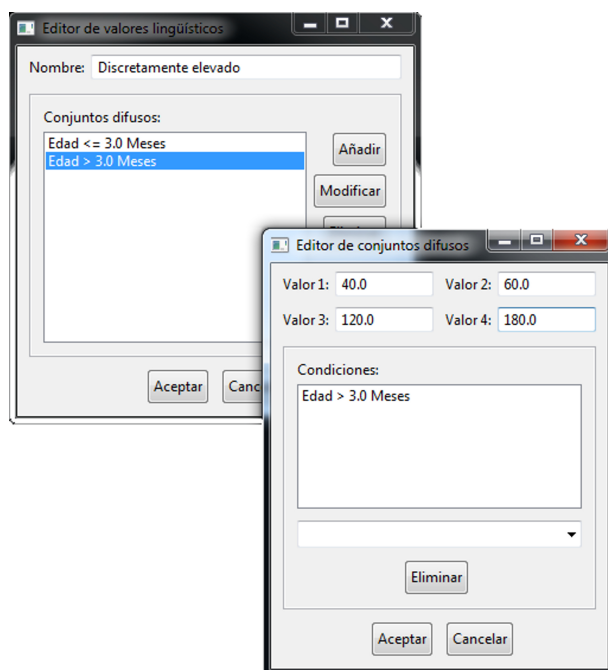 Editor de valores lingüísticos
Nombre: Discretamente elevado
Conjuntos difusos:
Edad <= 3.0 Meses
Edad > 3.0 Meses
Añadir
Modificar
Aceptar
Editor de conjuntos difusos
Valor 1: 40.0 Valor 2: 60.0
Valor 3: 120.0 Valor 4: 180.0
Condiciones:
Edad > 3.0 Meses
Eliminar
Aceptar Cancelar